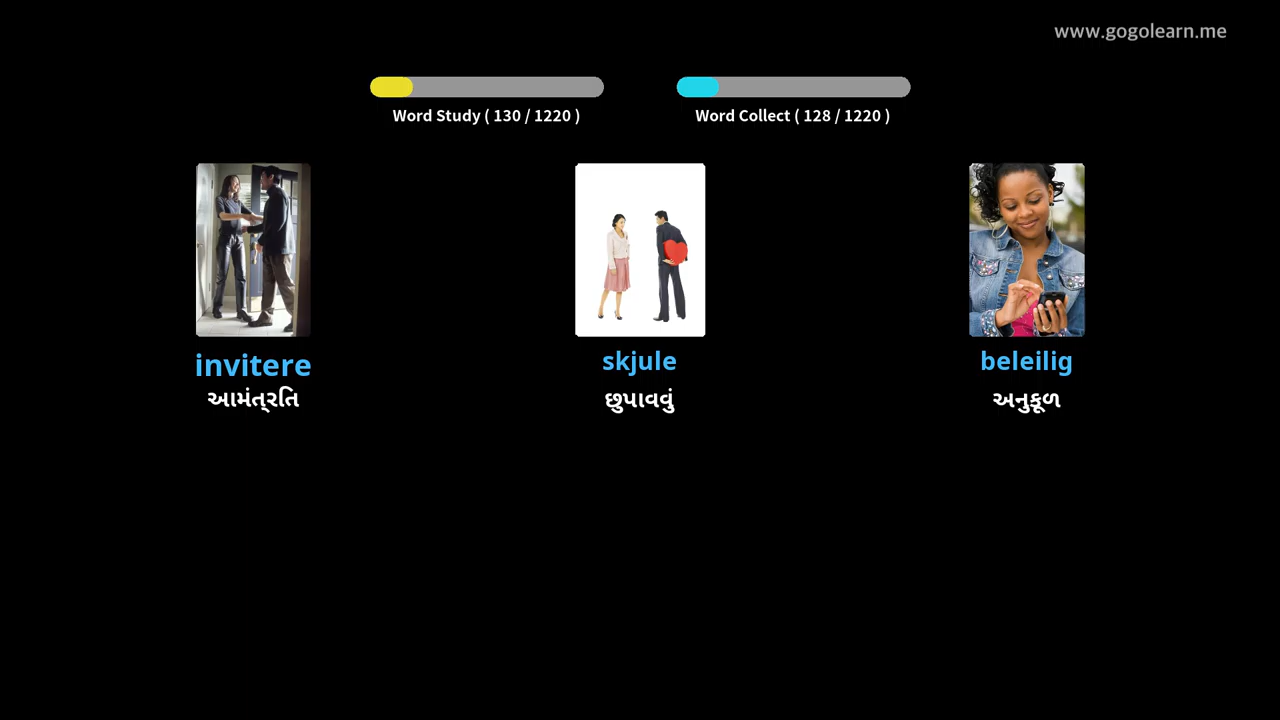 www.gogolearn.me
Word Study ( 130 / 1220 )
Word Collect ( 128 / 1220 )
invitere
skjule
beleilig
આમંત્રતિ
છુપાવવું
અનુકૂળ